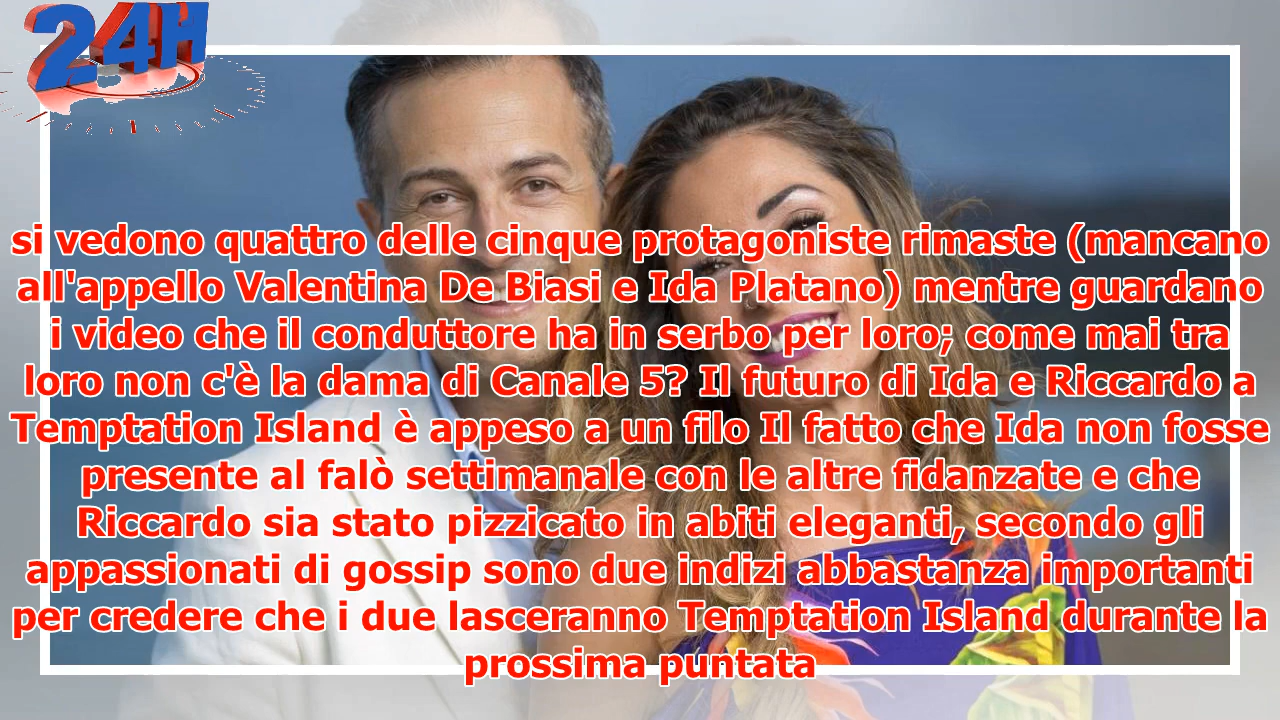 24H
si vedono quattro delle cinque protagoniste rimaste (mancano
all'appello Valentina De Biasi e Ida Platano) mentre guardano
i video che il conduttore ha in serbo per loro; come mai tra
loro non c'è la dama di Canale 5? Il futuro di Ida e Riccardo a
Temptation Island è appeso a un filo Il fatto che Ida non fosse
presente al falò settimanale con le altre fidanzate e che
Riccardo sia stato pizzicato in abiti eleganti, secondo gli
appassionati di gossip sono due indizi abbastanza importanti
per credere che i due lasceranno Temptation Island durante la
prossima puntata